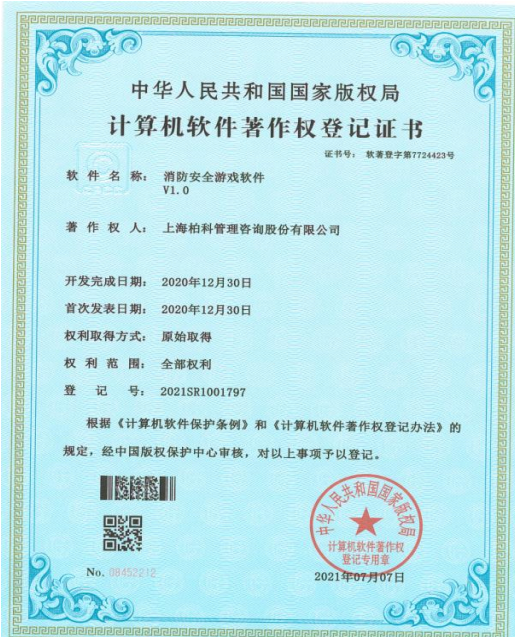 中华人民共和国国家版权局
计算机软件著作权登记证书
证书号： 软著登字第7724423号
软件名称： 消防安全游戏软件
V1.0
著作权人： 上海柏科管理咨询股份有限公司
开发完成日期： 2020年12月30日
首次发表日期： 2020年12月30日
权利取得方式： 原始取得
权利范围： 全部权利
登记号： 2021SR1001797
根据《计算机软件保护条例》和《计算机软件著作权登记办法》的
规定，经中国版权保护中心审核，对以上事项予以登记。
中华人民共和国国家版权局
计算机软件著作权
登记专用章
No. 08452212
2021年07月07日